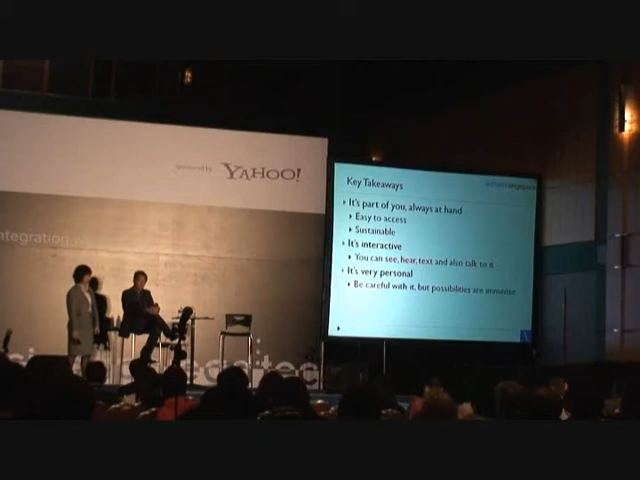 sponsored by YAHOO!
Key Takeaways
It's part of you, always at hand
Easy to access
Sustainable
It's interactive
You can see, hear, text and also talk to it
It's very personal
Be careful with it, but possibilities are immense
ntegration